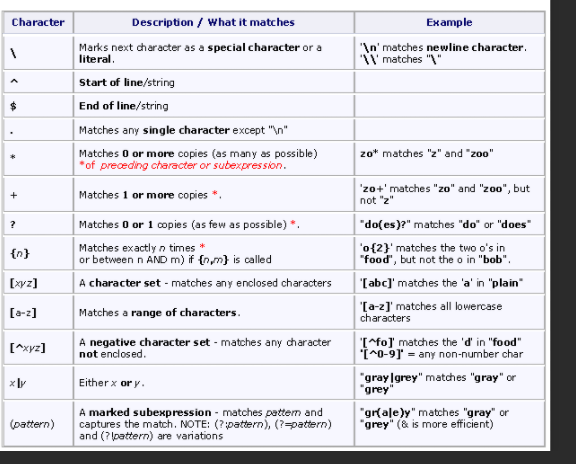 Character Description / What it matches Example
\ Marks next character as a special character or a
literal. '\n' matches newline character.
'\\' matches "\"
^ Start of line/string
$ End of line/string
. Matches any single character except "\n"
* Matches 0 or more copies (as many as possible)
*of preceding character or subexpression. zo* matches "z" and "zoo"
+ Matches 1 or more copies *. 'zo+' matches "zo" and "zoo", but
not "z"
? Matches 0 or 1 copies (as few as possible) *. "do(es)?" matches "do" or "does"
{n} Matches exactly n times *
or between n AND m) if {n,m} is called 'o{2}' matches the two o's in
"food", but not the o in "bob".
[xyz] A character set - matches any enclosed characters '[abc]' matches the 'a' in "plain"
[a-z] Matches a range of characters. '[a-z]' matches all lowercase
characters
[^xyz] A negative character set - matches any character
not enclosed. '[^fo]' matches the 'd' in "food"
'[^0-9]' = any non-number char
x|y Either x or y. "gray|grey" matches "gray" or
"grey"
(pattern) A marked subexpression - matches pattern and
captures the match. NOTE: (?:pattern), (?=pattern)
and (?!pattern) are variations "gr(a|e)y" matches "gray" or
"grey" (& is more efficient)